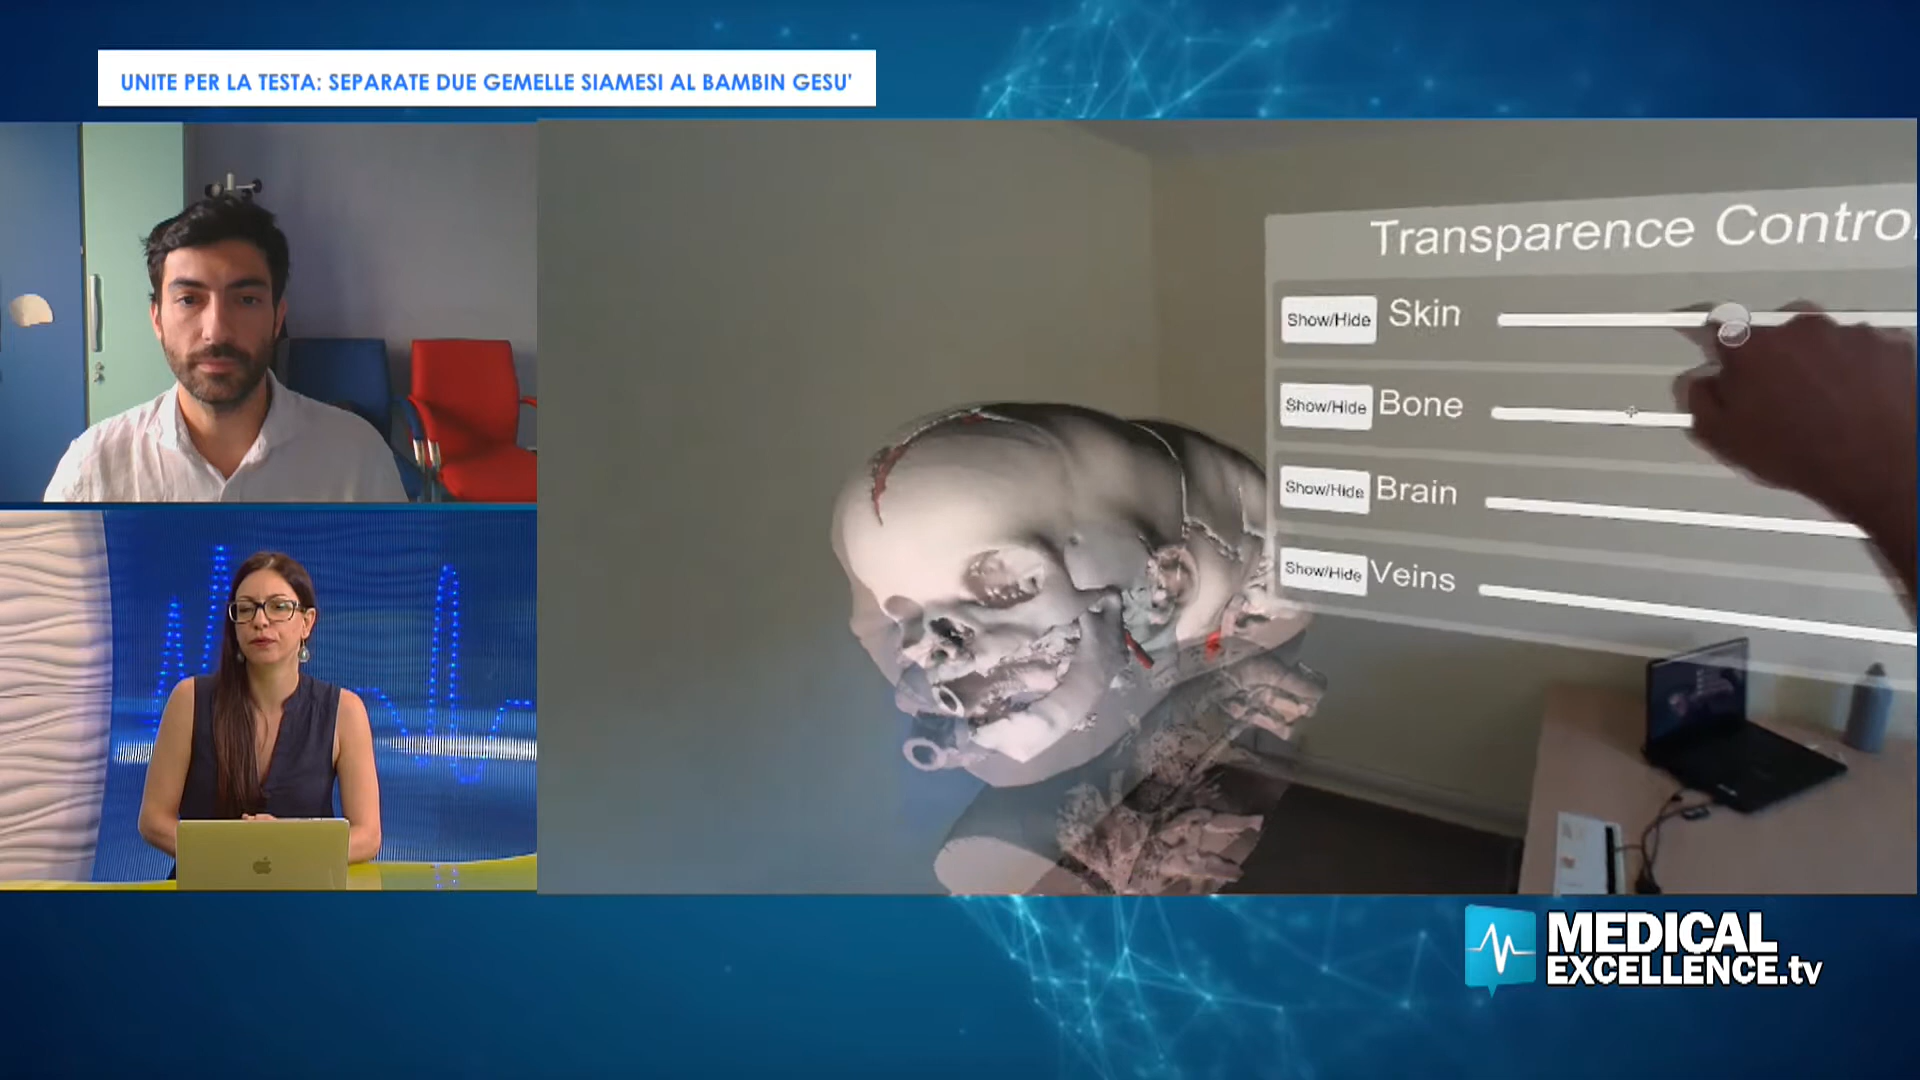 UNITE PER LA TESTA: SEPARATE DUE GEMELLE SIAMESI AL BAMBIN GESU'
Transparence Contro
Show/Hide Skin
Show/Hide Bone
Show/Hide Brain
Show/Hide Veins
MEDICAL
EXCELLENCE.tv